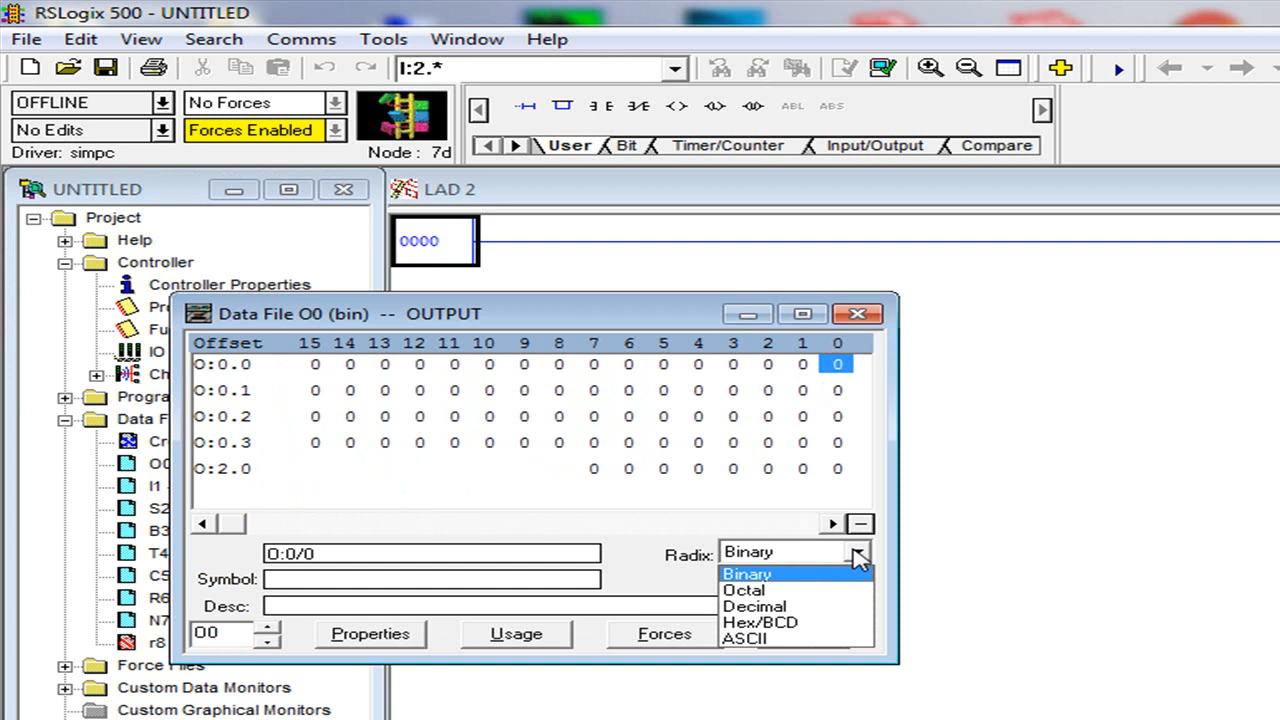 RSLogix 500 - UNTITLED
File Edit View Search Comms Tools Window Help
I:2.*
OFFLINE No Forces
No Edits Forces Enabled
Driver: simpc Node : 7d
ABL ABS
User Bit Timer/Counter Input/Output Compare
UNTITLED
LAD 2
Project
Help
Controller
Controller Properties
Pr
Fu
IO
Ch
Progra
Data F
Cr
O0
I1
S2
B3
T4
C5
R6
N7
r8
Force Files
Custom Data Monitors
Custom Graphical Monitors
0000
Data File O0 (bin) -- OUTPUT
Offset 15 14 13 12 11 10 9 8 7 6 5 4 3 2 1 0
O:0.0 0 0 0 0 0 0 0 0 0 0 0 0 0 0 0 0
O:0.1 0 0 0 0 0 0 0 0 0 0 0 0 0 0 0 0
O:0.2 0 0 0 0 0 0 0 0 0 0 0 0 0 0 0 0
O:0.3 0 0 0 0 0 0 0 0 0 0 0 0 0 0 0 0
O:2.0 0 0 0 0 0 0 0 0
O:0/0 Radix: Binary
Symbol:
Desc:
O0 Properties Usage Forces
Binary
Octal
Decimal
Hex/BCD
ASCII